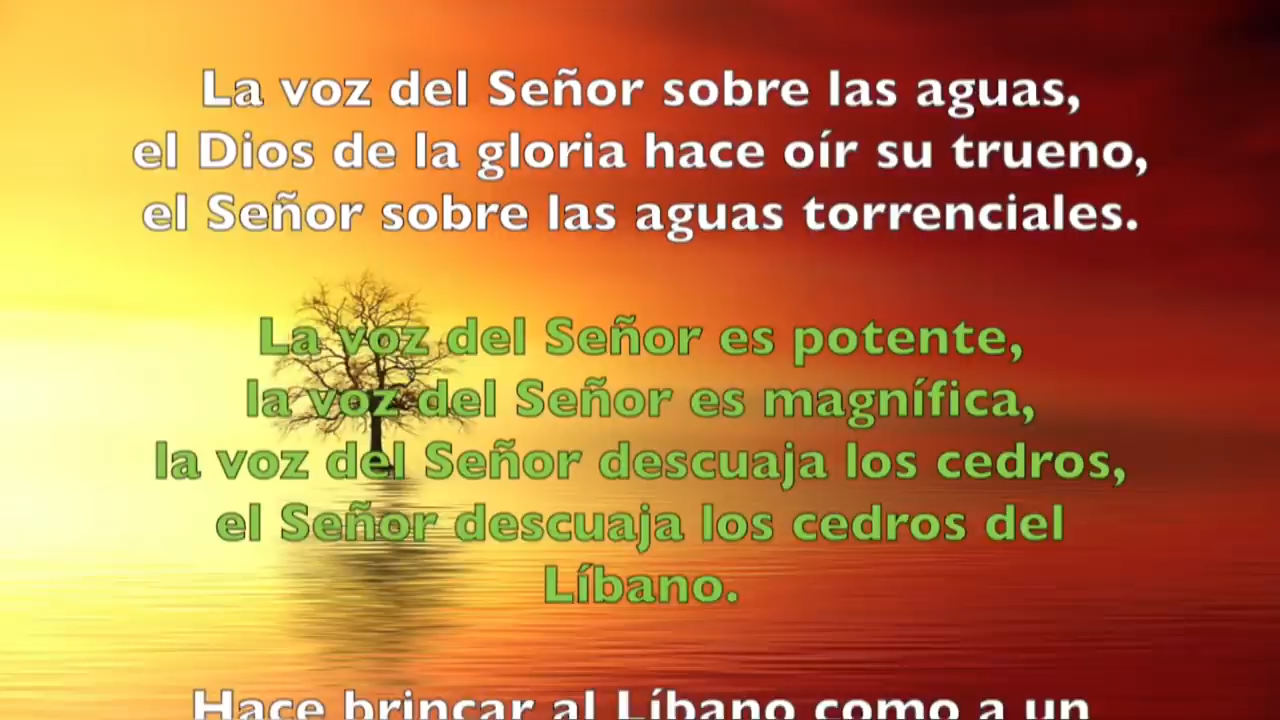 La voz del Señor sobre las aguas,
el Dios de la gloria hace oír su trueno,
el Señor sobre las aguas torrenciales.
La voz del Señor es potente,
la voz del Señor es magnífica,
la voz del Señor descuaja los cedros,
el Señor descuaja los cedros del
Líbano.
Hace brincar al Líbano como a un